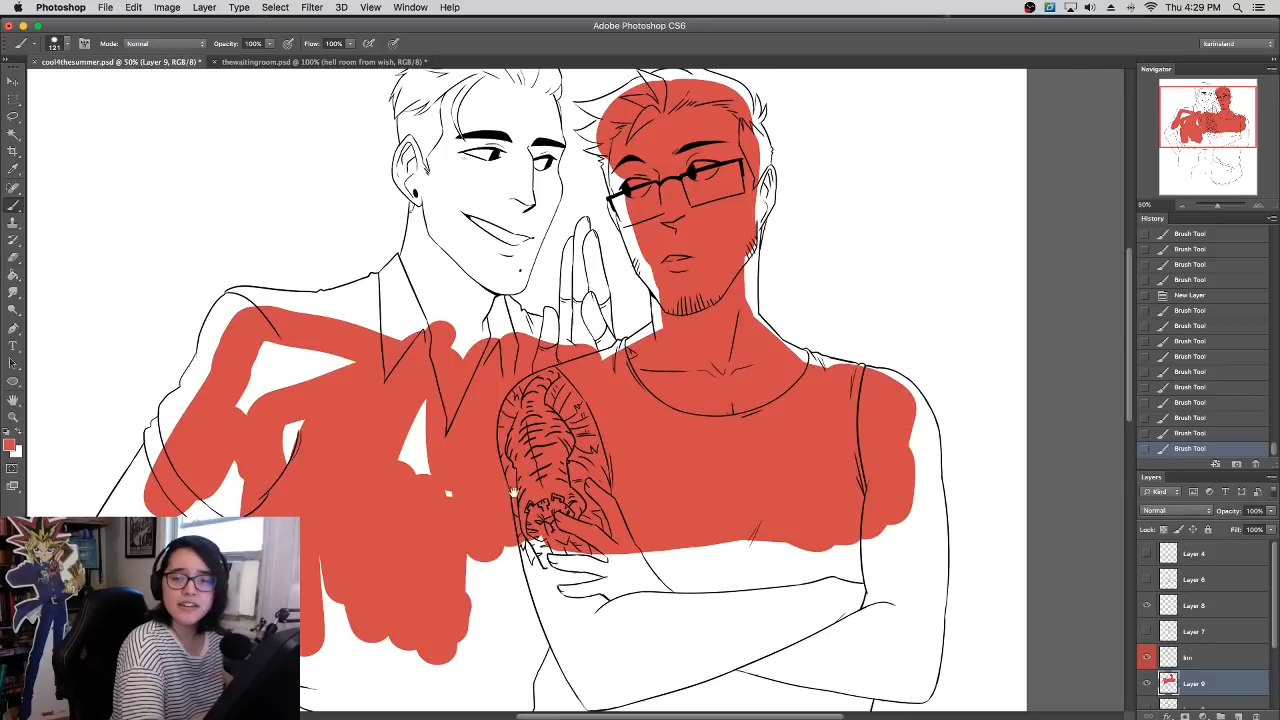 Photoshop File Edit Image Layer Type Select Filter 3D View Window Help Thu 4:29 PM
Adobe Photoshop CS6
121 Mode: Normal Opacity: 100% Flow: 100% karinsland
cool4thesummer.psd @ 50% (Layer 9, RGB/8) * thewaitingroom.psd @ 100% (hell room from wish, RGB/8) *
Navigator
50%
History
Brush Tool
Brush Tool
Brush Tool
Brush Tool
New Layer
Brush Tool
Brush Tool
Brush Tool
Brush Tool
Brush Tool
Brush Tool
Brush Tool
Brush Tool
Brush Tool
Brush Tool
Layers
Kind
Normal Opacity: 100%
Lock: Fill: 100%
Layer 4
Layer 6
Layer 8
Layer 7
Layer 9